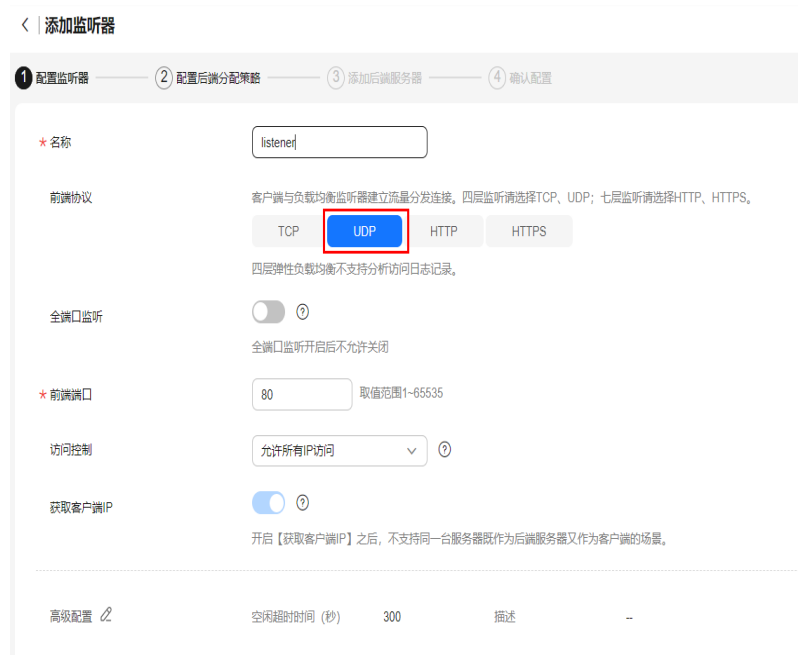 添加监听器
1 配置监听器 2 配置后端分配策略 3 添加后端服务器 4 确认配置
* 名称 listener
前端协议 客户端与负载均衡监听器建立流量分发连接。四层监听请选择TCP、UDP；七层监听请选择HTTP、HTTPS。
TCP UDP HTTP HTTPS
四层弹性负载均衡不支持分析访问日志记录。
全端口监听 ?
全端口监听开启后不允许关闭
* 前端端口 80 取值范围1~65535
访问控制 允许所有IP访问 ?
获取客户端IP ?
开启【获取客户端IP】之后，不支持同一台服务器既作为后端服务器又作为客户端的场景。
高级配置 空闲超时时间（秒） 300 描述 --